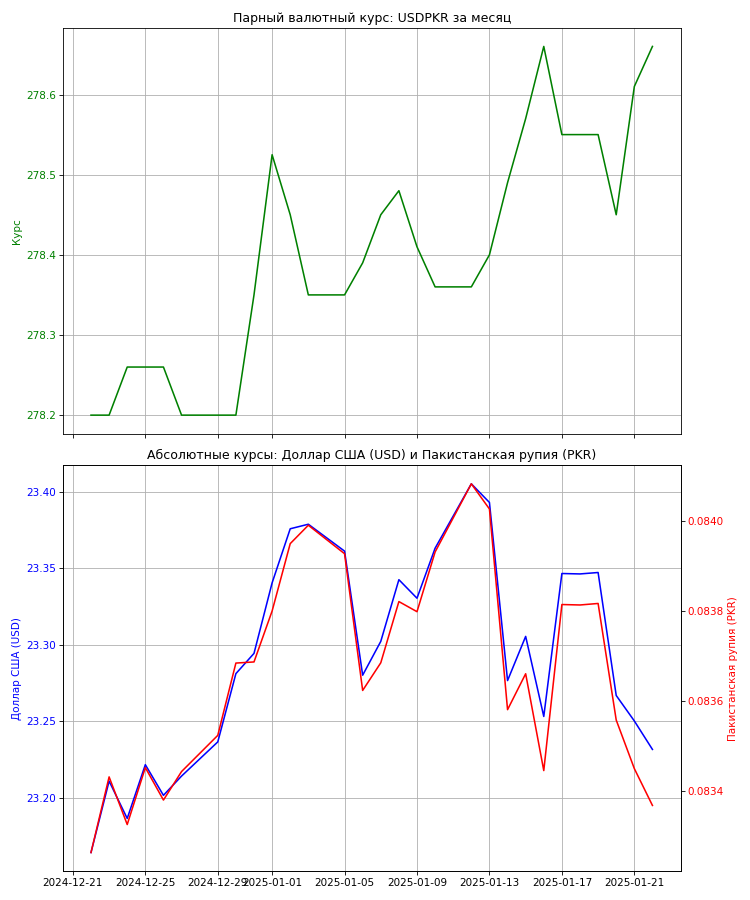 Парный валютный курс: USDPKR за месяц
278.6
278.5
278.4
278.3
278.2
Курс
Абсолютные курсы: Доллар США (USD) и Пакистанская рупия (PKR)
23.40
23.35
23.30
23.25
23.20
Доллар США (USD)
0.0840
0.0838
0.0836
0.0834
Пакистанская рупия (PKR)
2024-12-21 2024-12-25 2024-12-29 2025-01-01 2025-01-05 2025-01-09 2025-01-13 2025-01-17 2025-01-21